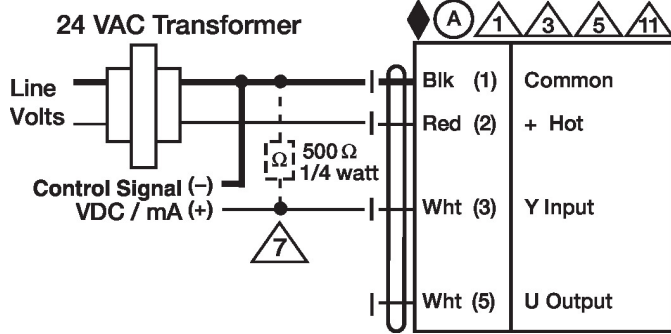 24 VAC Transformer
A 1 3 5 11
Line
Volts
Blk (1) Common
Red (2) + Hot
Ω 500 Ω
1/4 watt
Control Signal (–)
VDC / mA (+)
Wht (3) Y Input
7
Wht (5) U Output